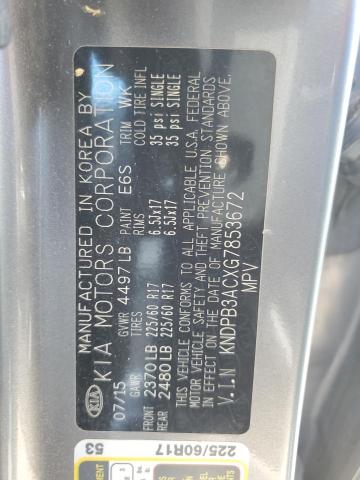 KIA
MANUFACTURED IN KOREA BY
KIA MOTORS CORPORATION
07/15 GVWR 4497 LB PAINT E6S TRIM WK
GAWR TIRES RIMS COLD TIRE INFL
FRONT 2370 LB 225/60 R17 6.5Jx17 35 psi SINGLE
REAR 2480 LB 225/60 R17 6.5Jx17 35 psi SINGLE
THIS VEHICLE CONFORMS TO ALL APPLICABLE U.S.A. FEDERAL
MOTOR VEHICLE SAFETY AND THEFT PREVENTION STANDARDS
IN EFFECT ON THE DATE OF MANUFACTURE SHOWN ABOVE.
V.I.N KNDPB3ACXG7853672
MPV
53
225/60R17